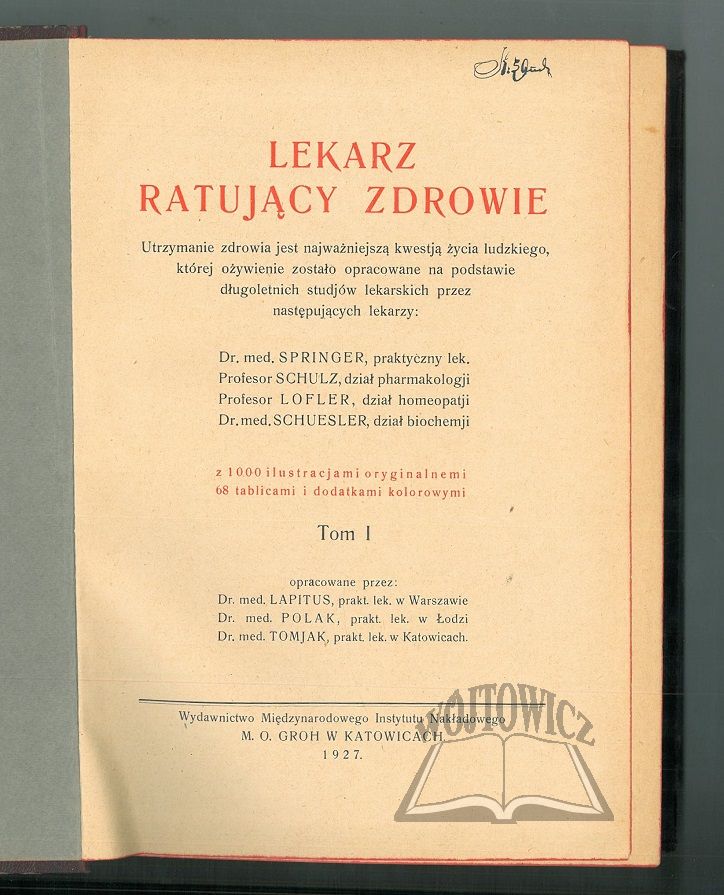 LEKARZ
RATUJĄCY ZDROWIE
Utrzymanie zdrowia jest najważniejszą kwestją życia ludzkiego,
której ożywienie zostało opracowane na podstawie
długoletnich studjów lekarskich przez
następujących lekarzy:
Dr. med. SPRINGER, praktyczny lek.
Profesor SCHULZ, dział pharmakologji
Profesor LOFLER, dział homeopatji
Dr. med. SCHUESLER, dział biochemji
z 1000 ilustracjami oryginalnemi
68 tablicami i dodatkami kolorowymi
Tom I
opracowane przez:
Dr. med. LAPITUS, prakt. lek. w Warszawie
Dr. med. POLAK, prakt. lek. w Łodzi
Dr. med. TOMJAK, prakt. lek. w Katowicach.
Wydawnictwo Międzynarodowego Instytutu Nakładowego
M. O. GROH W KATOWICACH.
1927.
WÓJTOWICZ